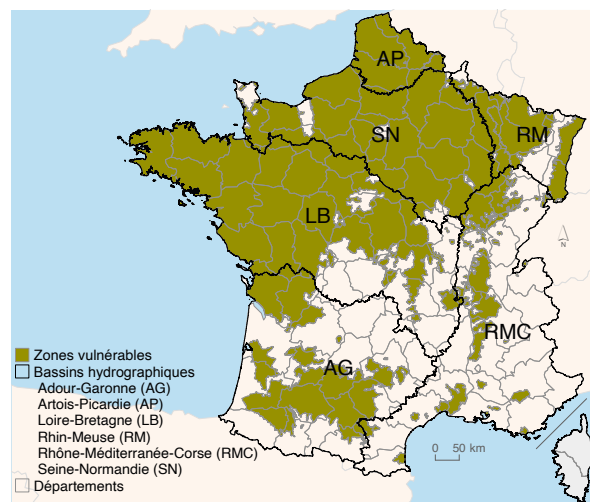 AP
SN
RM
LB
N
RMC
AG
Zones vulnérables
Bassins hydrographiques
Adour-Garonne (AG)
Artois-Picardie (AP)
Loire-Bretagne (LB)
Rhin-Meuse (RM)
Rhône-Méditerranée-Corse (RMC)
Seine-Normandie (SN)
Départements
0 50 km